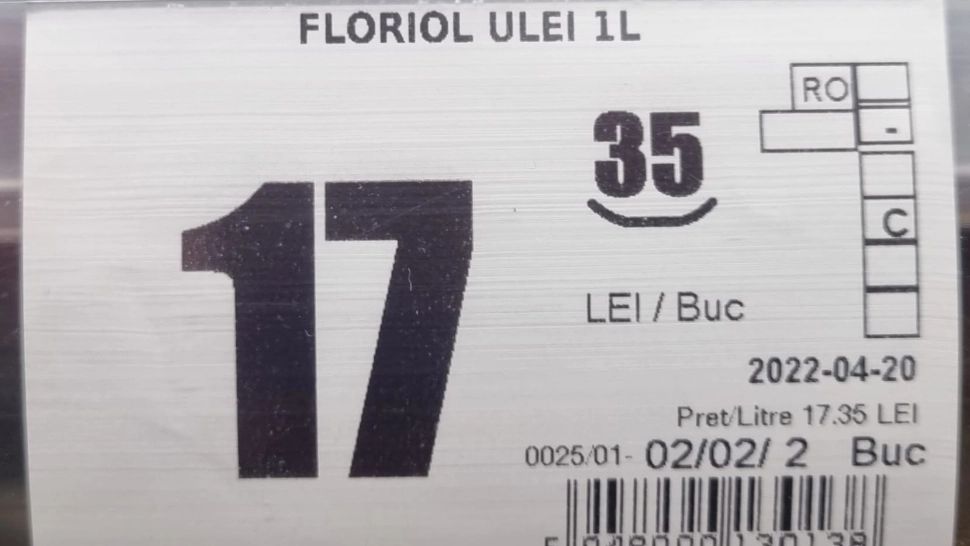 FLORIOL ULEI 1L
RO
17 35
-
C
LEI / Buc
2022-04-20
Pret/Litre 17.35 LEI
0025/01- 02/02/ 2 Buc